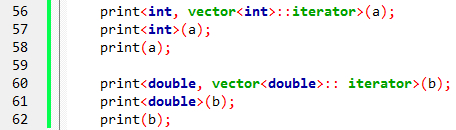 56 print<int, vector<int>::iterator>(a);
57 print<int>(a);
58 print(a);
59
60 print<double, vector<double>:: iterator>(b);
61 print<double>(b);
62 print(b);